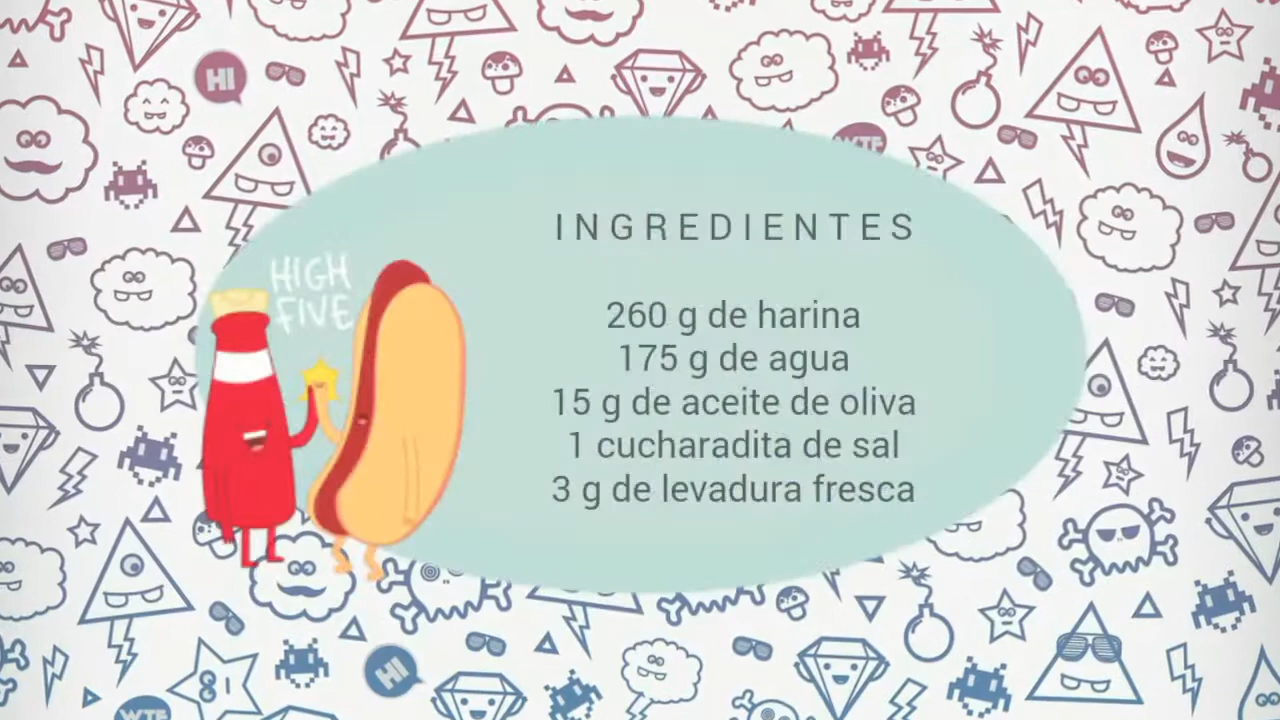 HI
WTF
INGREDIENTES
HIGH
FIVE
260 g de harina
175 g de agua
15 g de aceite de oliva
1 cucharadita de sal
3 g de levadura fresca
HI
WTF